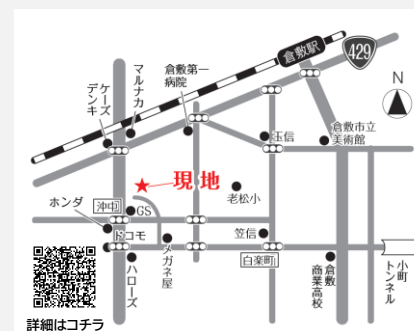 倉敷駅
429
N
ケーズ
デンキ
マルナカ
倉敷第一
病院
玉信
倉敷市立
美術館
現地
老松小
沖中
GS
ホンダ
ドコモ
ハローズ
メガネ屋
笠信
白楽町
倉敷
商業高校
小町
トンネル
詳細はコチラ